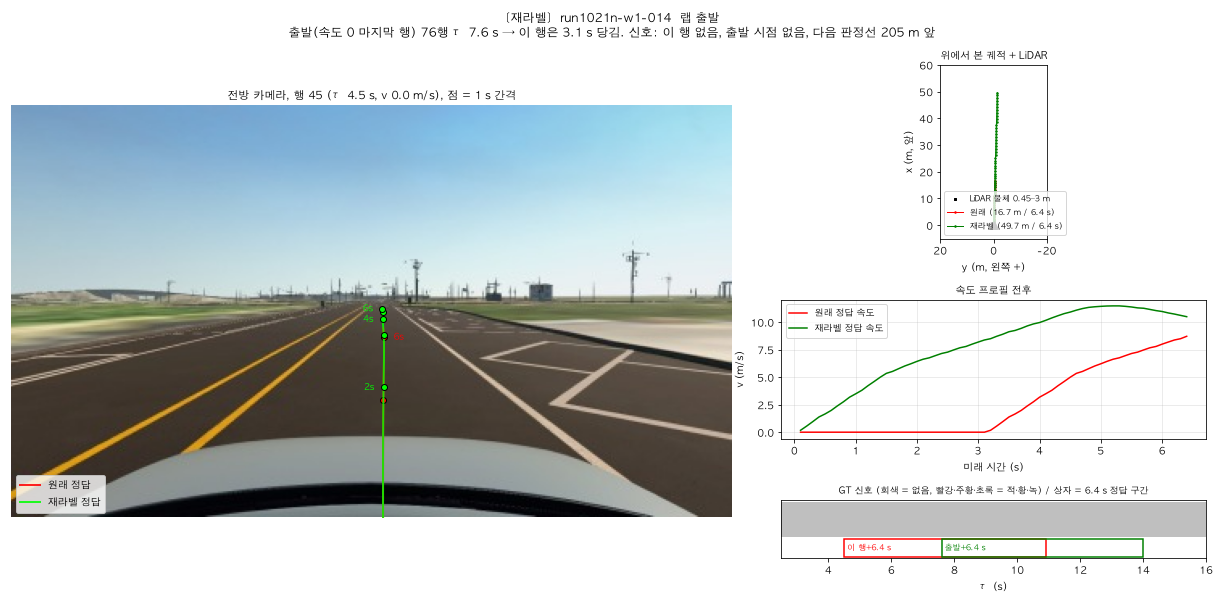 [재라벨] run1021n-w1-014 랩 출발
출발(속도 0 마지막 행) 76행 τ 7.6 s → 이 행은 3.1 s 당김. 신호: 이 행 없음, 출발 시점 없음, 다음 판정선 205 m 앞
전방 카메라, 행 45 (τ 4.5 s, v 0.0 m/s), 점 = 1 s 간격
4s
2s
원래 정답
재라벨 정답
위에서 본 궤적 + LiDAR
60
50
40
30
20
10
0
x (m, 앞)
LiDAR 물체 0.45-3 m
원래 (16.7 m / 6.4 s)
재라벨 (49.7 m / 6.4 s)
20 0 -20
y (m, 왼쪽 +)
속도 프로필 전후
원래 정답 속도
재라벨 정답 속도
10.0
7.5
5.0
2.5
0.0
v (m/s)
0 1 2 3 4 5 6
미래 시간 (s)
GT 신호 (회색 = 없음, 빨강·주황·초록 = 적·황·녹) / 상자 = 6.4 s 정답 구간
이 행+6.4 s
출발+6.4 s
4 6 8 10 12 14 16
τ (s)